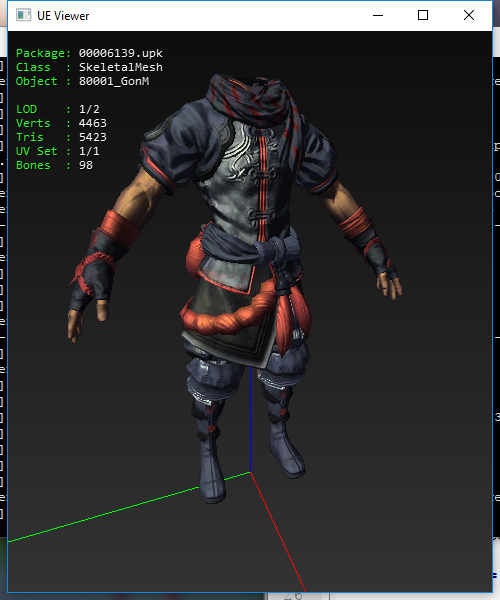 UE Viewer
Package: 00006139.upk
Class : SkeletalMesh
Object : 80001_GonM
LOD : 1/2
Verts : 4463
Tris : 5423
UV Set : 1/1
Bones : 98